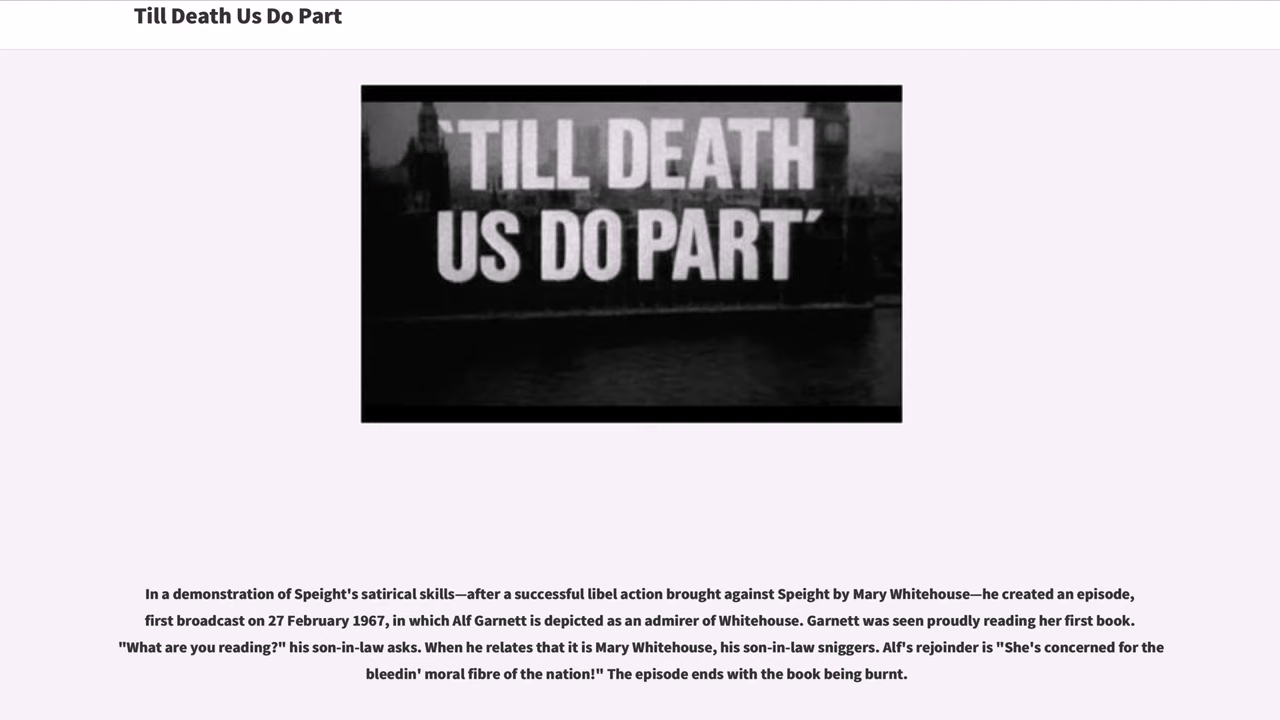 Till Death Us Do Part
‵TILL DEATH
US DO PART′
In a demonstration of Speight's satirical skills—after a successful libel action brought against Speight by Mary Whitehouse—he created an episode,
first broadcast on 27 February 1967, in which Alf Garnett is depicted as an admirer of Whitehouse. Garnett was seen proudly reading her first book.
"What are you reading?" his son-in-law asks. When he relates that it is Mary Whitehouse, his son-in-law sniggers. Alf's rejoinder is "She's concerned for the
bleedin' moral fibre of the nation!" The episode ends with the book being burnt.